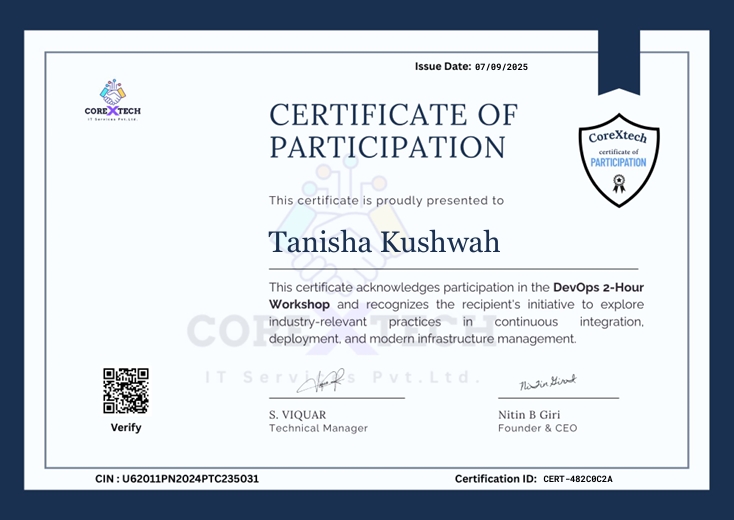 Issue Date: 07/09/2025
COREXTECH
IT Services Pvt.Ltd.
CERTIFICATE OF
PARTICIPATION
CoreXtech
certificate of
PARTICIPATION
This certificate is proudly presented to
Tanisha Kushwah
This certificate acknowledges participation in the DevOps 2-Hour
Workshop and recognizes the recipient's initiative to explore
industry-relevant practices in continuous integration,
deployment, and modern infrastructure management.
COREXTECH
IT Services Pvt.Ltd.
Nitin Girord
S. VIQUAR
Technical Manager
Nitin B Giri
Founder & CEO
Verify
CIN : U62011PN2024PTC235031
Certification ID: CERT-482C0C2A